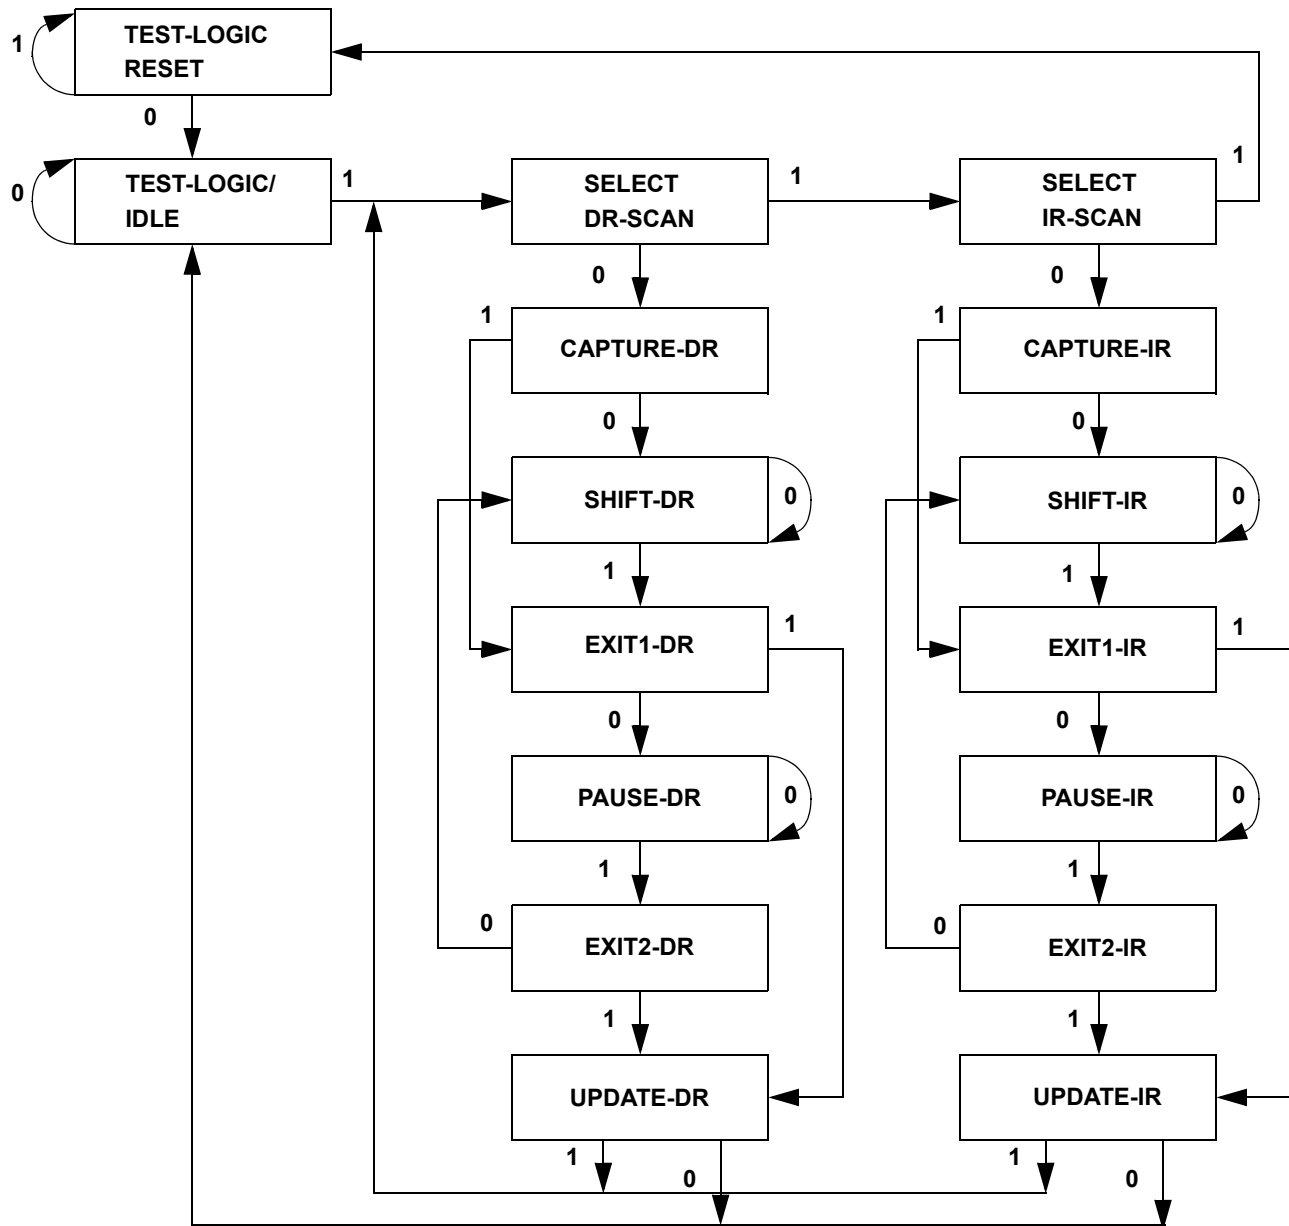 1
TEST-LOGIC
RESET
0
0
TEST-LOGIC/
IDLE
1
SELECT
DR-SCAN
1
SELECT
IR-SCAN
1
0
0
1
CAPTURE-DR
1
CAPTURE-IR
0
0
SHIFT-DR
0
SHIFT-IR
0
1
1
EXIT1-DR
1
EXIT1-IR
1
0
0
PAUSE-DR
0
PAUSE-IR
0
1
1
0
EXIT2-DR
0
EXIT2-IR
1
1
UPDATE-DR
UPDATE-IR
1
0
1
0